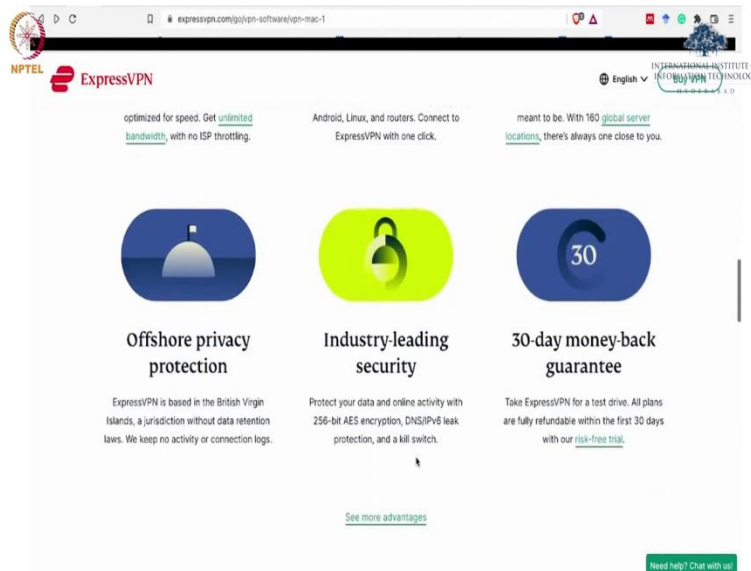 expressvpn.com/go/vpn-software/vpn-mac-1
NPTEL
ExpressVPN
English
Buy VPN
INTERNATIONAL INSTITUTE
INFORMATION TECHNOLOG
H Y D E R A B A D
optimized for speed. Get unlimited
bandwidth, with no ISP throttling.
Android, Linux, and routers. Connect to
ExpressVPN with one click.
meant to be. With 160 global server
locations, there's always one close to you.
30
Offshore privacy
protection
ExpressVPN is based in the British Virgin
Islands, a jurisdiction without data retention
laws. We keep no activity or connection logs.
Industry-leading
security
Protect your data and online activity with
256-bit AES encryption, DNS/IPv6 leak
protection, and a kill switch.
30-day money-back
guarantee
Take ExpressVPN for a test drive. All plans
are fully refundable within the first 30 days
with our risk-free trial.
See more advantages
Need help? Chat with us!